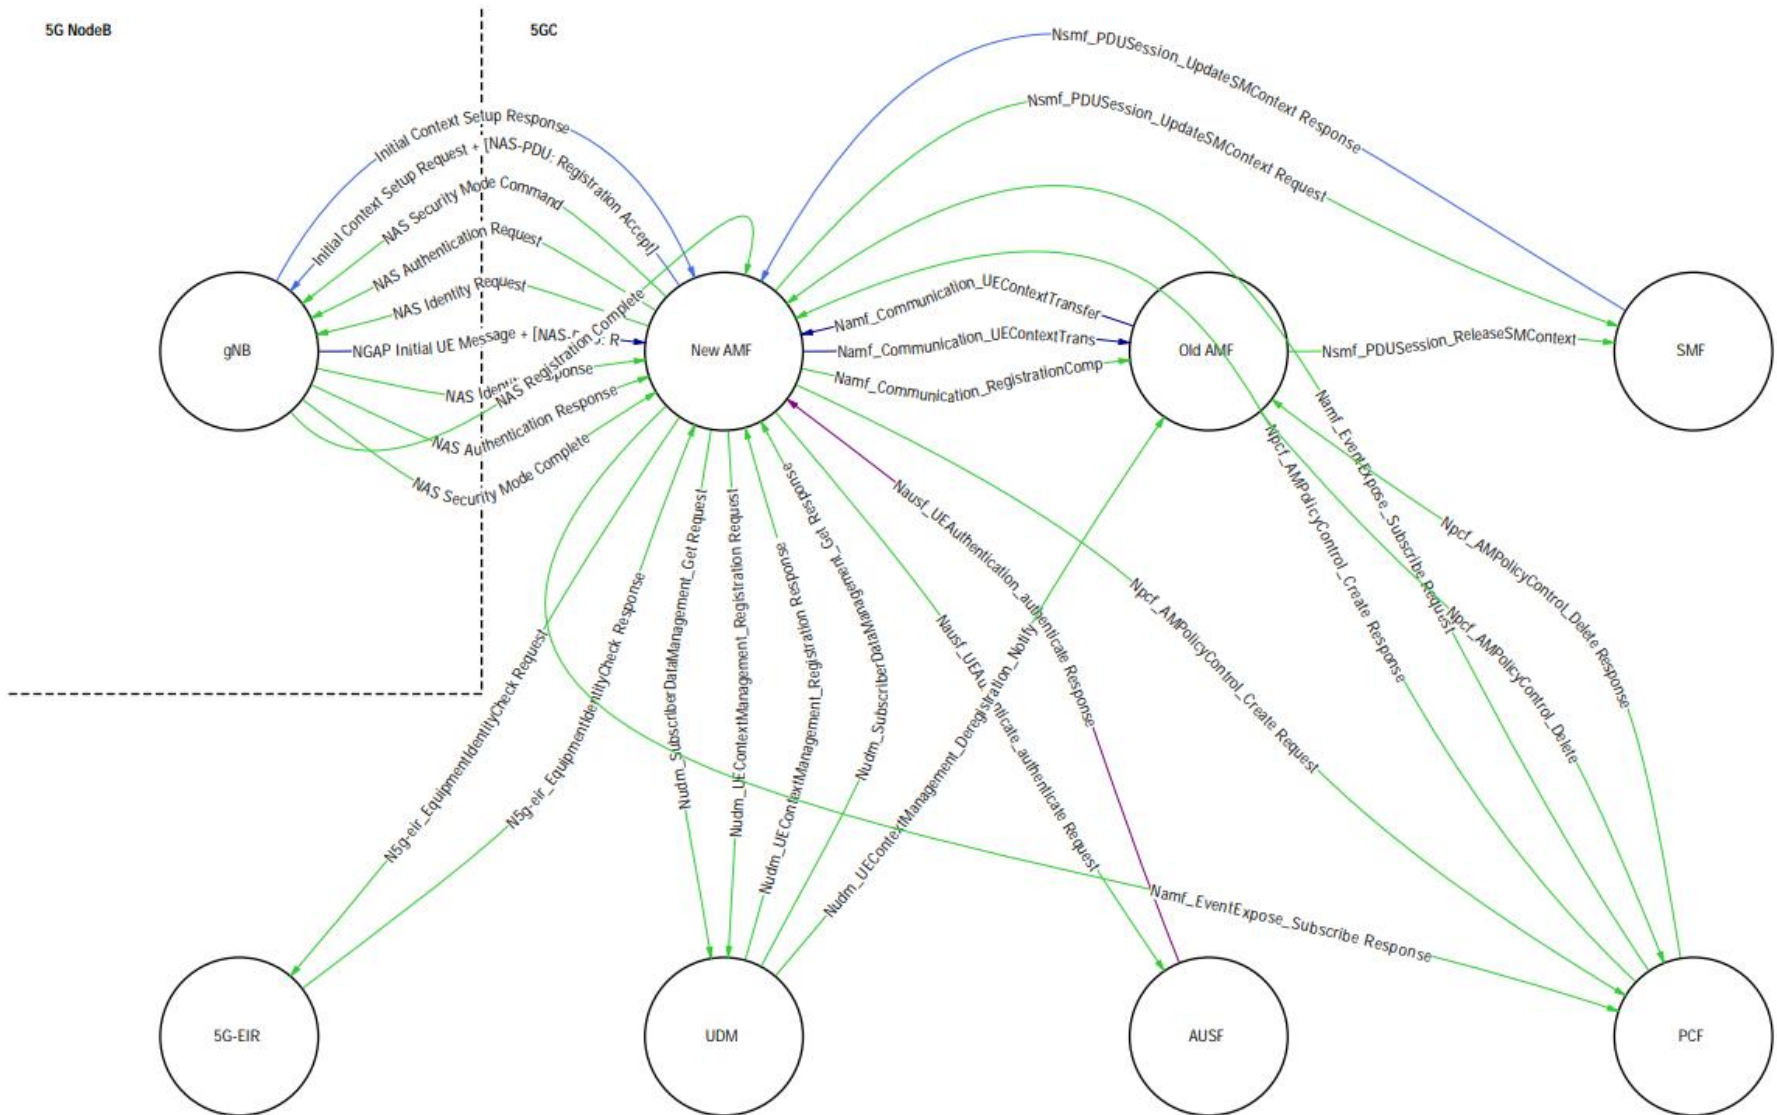 5G NodeB
5GC
Nsmf_PDUSession_UpdateSMContext Response
Nsmf_PDUSession_UpdateSMContext Request
Initial Context Setup Response
Initial Context Setup Request + [NAS-PDU: Registration Accept]
NAS Security Mode Command
NAS Authentication Request
NAS Identity Request
NGAP Initial UE Message + [NAS- : R
NAS Registration Complete
NAS Authentication Response
NAS Security Mode Complete
gNB
New AMF
Namf_Communication_UEContextTransfer
Namf_Communication_UEContextTrans
Namf_Communication_RegistrationComp
Old AMF
Nsmf_PDUSession_ReleaseSMContext
SMF
N5g-eir_EquipmentIdentityCheck Request
N5g-eir_EquipmentIdentityCheck Response
Nudm_SubscriberDataManagement_Get Request
Nudm_UEContextManagement_Registration Request
Nudm_UEContextManagement_Registration Response
Nudm_SubscriberDataManagement_Get Response
Nudm_UEContextManagement_Deregistration_Notify
Nausf_UEAuthentication_authenticate Response
authenticate Request
Npcf_AMPolicyControl_Create Request
Npcf_AMPolicyControl_Create Response
Namf_EventExpose_Subscribe Request
Npcf_AMPolicyControl_Delete
Npcf_AMPolicyControl_Delete Response
Namf_EventExpose_Subscribe Response
5G-EIR
UDM
AUSF
PCF